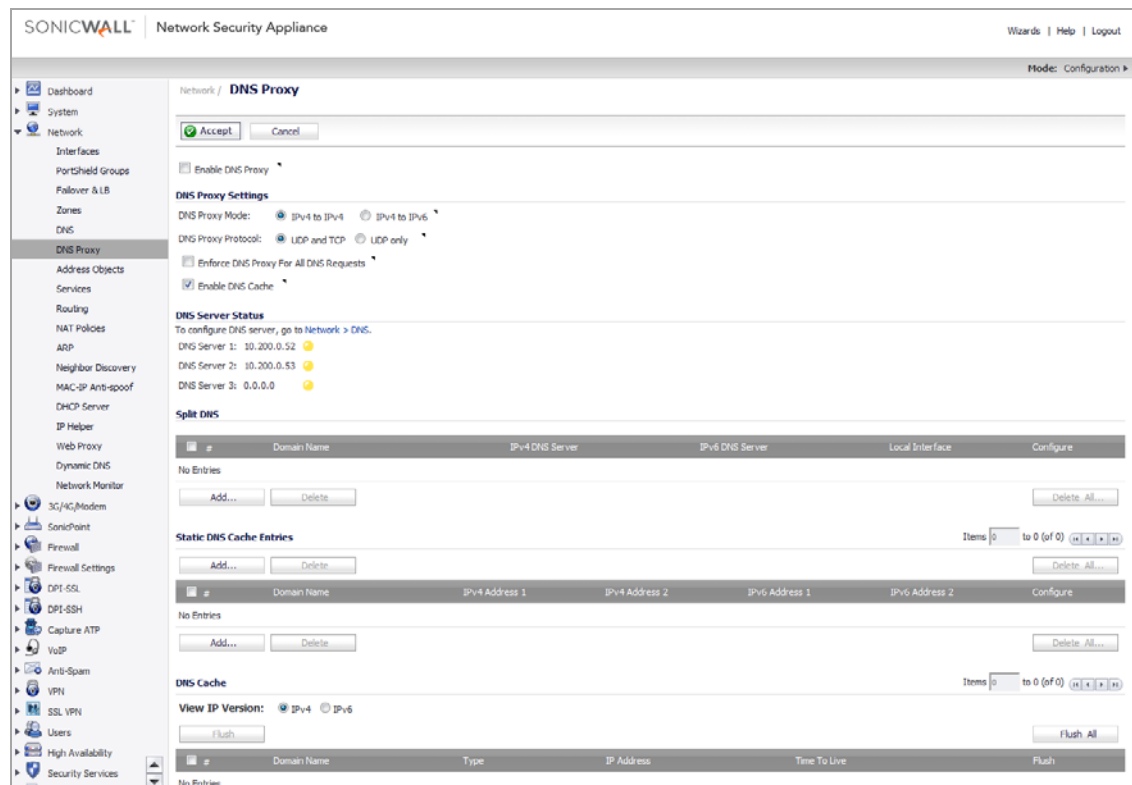 SONICWALL Network Security Appliance
Wizards | Help | Logout
Mode: Configuration
Dashboard
System
Network
Interfaces
PortShield Groups
Failover & LB
Zones
DNS
DNS Proxy
Address Objects
Services
Routing
NAT Policies
ARP
Neighbor Discovery
MAC-IP Anti-spoof
DHCP Server
IP Helper
Web Proxy
Dynamic DNS
Network Monitor
3G/4G/Modem
SonicPoint
Firewall
Firewall Settings
DPI-SSL
DPI-SSH
Capture ATP
VoIP
Anti-Spam
VPN
SSL VPN
Users
High Availability
Security Services
Network / DNS Proxy
Accept Cancel
Enable DNS Proxy
DNS Proxy Settings
DNS Proxy Mode: IPv4 to IPv4 IPv4 to IPv6
DNS Proxy Protocol: UDP and TCP UDP only
Enforce DNS Proxy For All DNS Requests
Enable DNS Cache
DNS Server Status
To configure DNS server, go to Network > DNS.
DNS Server 1: 10.200.0.52
DNS Server 2: 10.200.0.53
DNS Server 3: 0.0.0.0
Split DNS
# Domain Name IPv4 DNS Server IPv6 DNS Server Local Interface Configure
No Entries
Add... Delete Delete All...
Static DNS Cache Entries Items 0 to 0 (of 0)
Add... Delete Delete All...
# Domain Name IPv4 Address 1 IPv4 Address 2 IPv6 Address 1 IPv6 Address 2 Configure
No Entries
Add... Delete Delete All...
DNS Cache Items 0 to 0 (of 0)
View IP Version: IPv4 IPv6
Flush Flush All
# Domain Name Type IP Address Time To Live Flush
No Entries